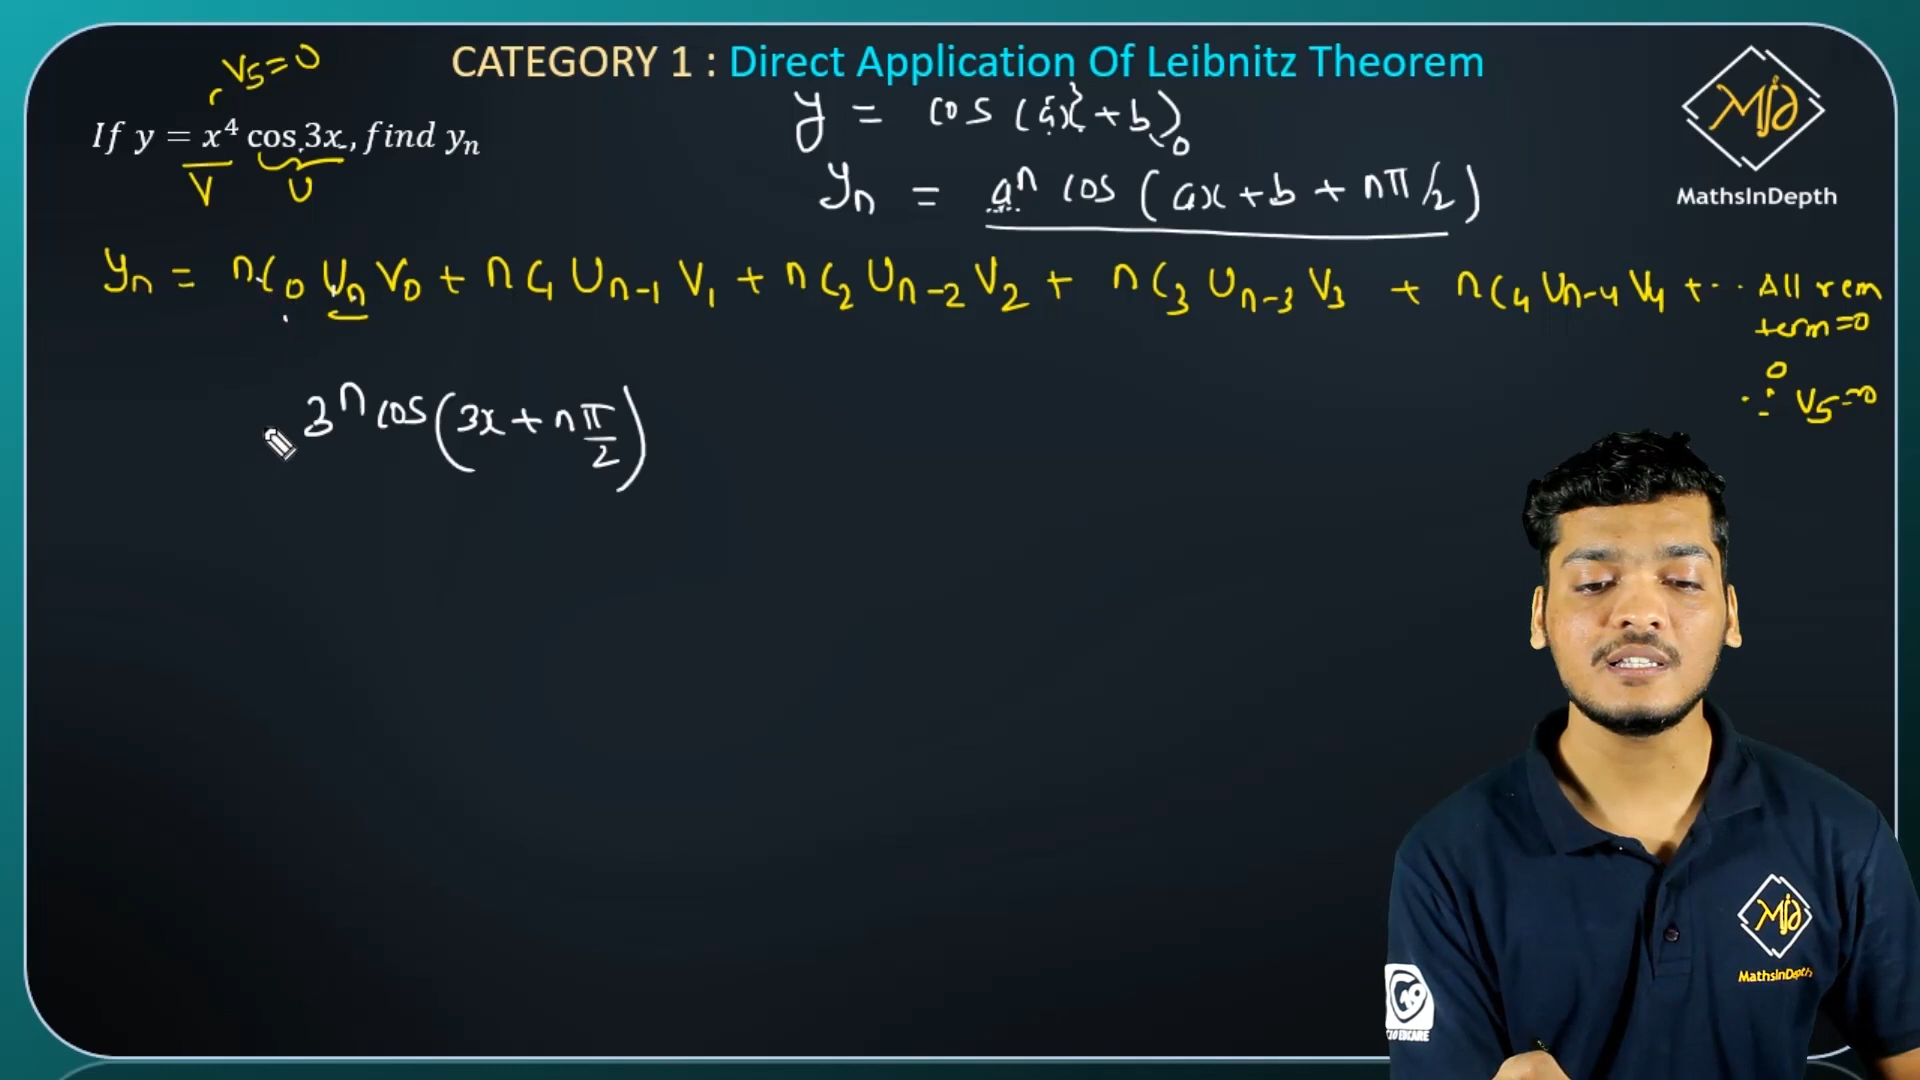 CATEGORY 1 : Direct Application Of Leibnitz Theorem
V5=0
If y = x⁴ cos 3x, find yₙ
V U
y = cos (ax + b)
yₙ = aⁿ cos (ax + b + nπ/2)
MathsInDepth
yₙ = nC₀ Uₙ V₀ + nC₁ Uₙ₋₁ V₁ + nC₂ Uₙ₋₂ V₂ + nC₃ Uₙ₋₃ V₃ + nC₄ Uₙ₋₄ V₄ + ·· All rem
term=0
∵ V5=0
3ⁿ cos(3x + nπ/2)
MathsInDepth